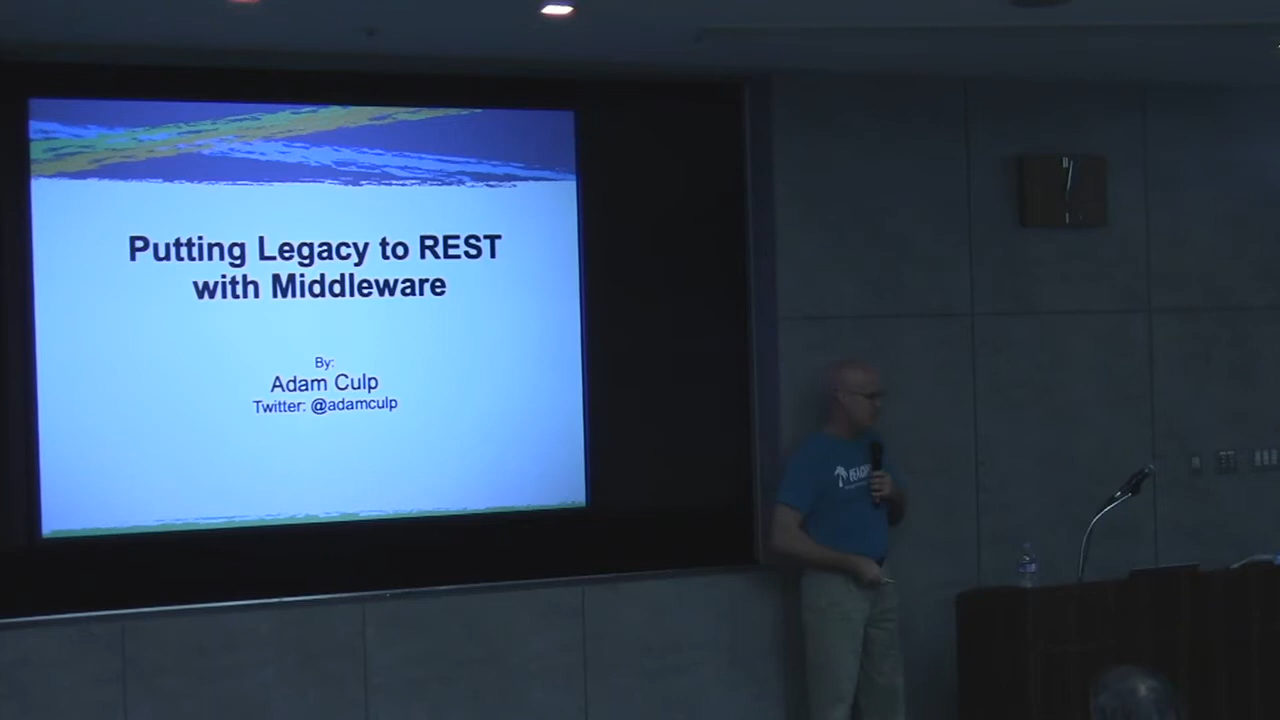 Putting Legacy to REST
with Middleware
By:
Adam Culp
Twitter: @adamculp